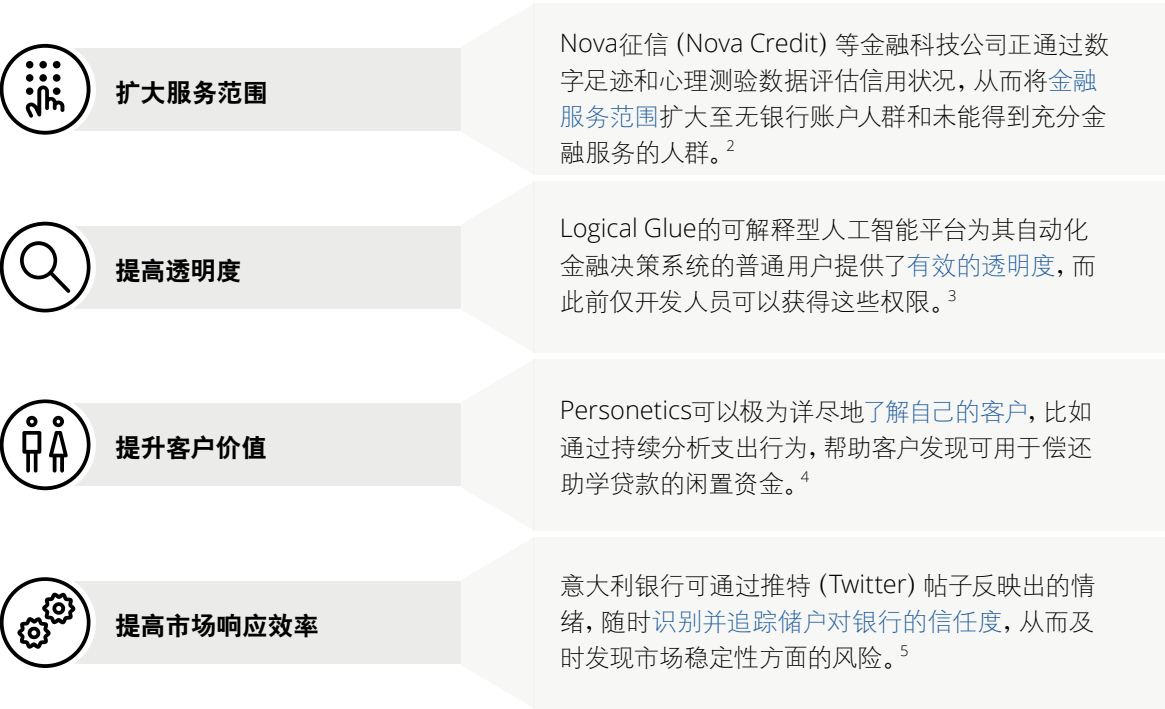 扩大服务范围
Nova征信 (Nova Credit) 等金融科技公司正通过数
字足迹和心理测验数据评估信用状况，从而将金融
服务范围扩大至无银行账户人群和未能得到充分金
融服务的人群。2
提高透明度
Logical Glue的可解释型人工智能平台为其自动化
金融决策系统的普通用户提供了有效的透明度，而
此前仅开发人员可以获得这些权限。3
提升客户价值
Personetics可以极为详尽地了解自己的客户，比如
通过持续分析支出行为，帮助客户发现可用于偿还
助学贷款的闲置资金。4
提高市场响应效率
意大利银行可通过推特 (Twitter) 帖子反映出的情
绪，随时识别并追踪储户对银行的信任度，从而及
时发现市场稳定性方面的风险。5